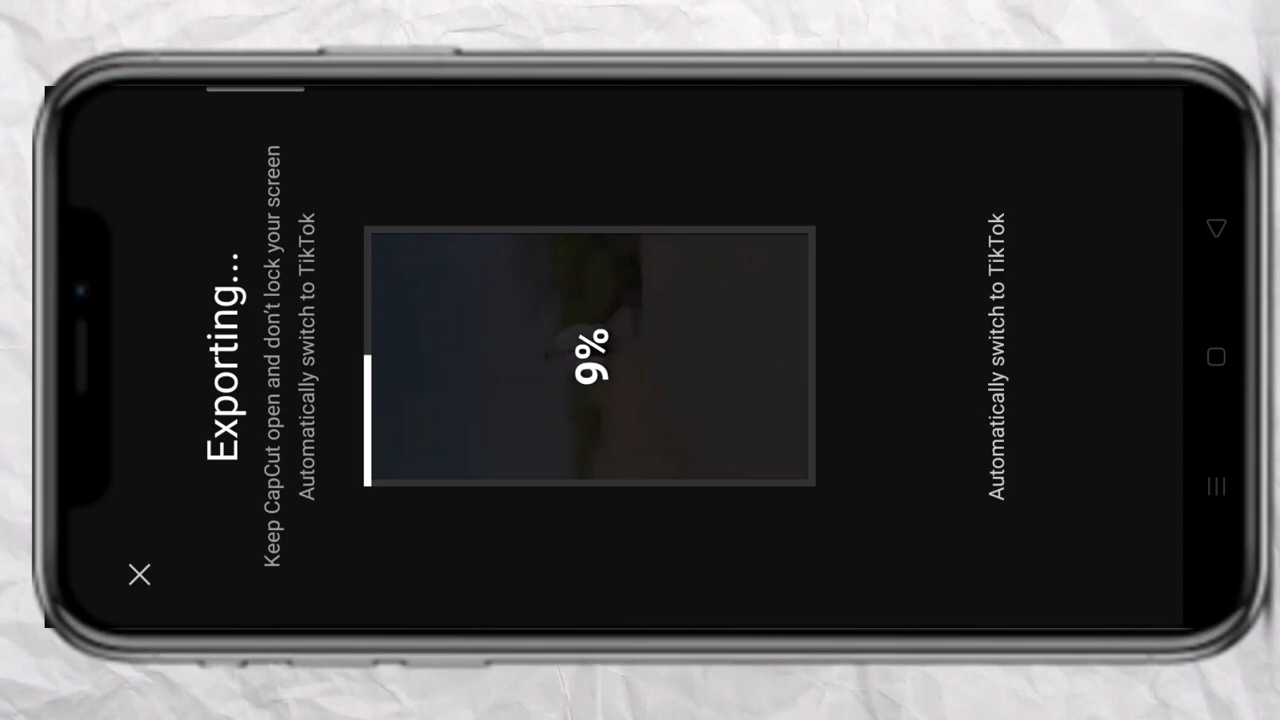 Exporting...
Keep CapCut open and don't lock your screen
Automatically switch to TikTok
9%
Automatically switch to TikTok